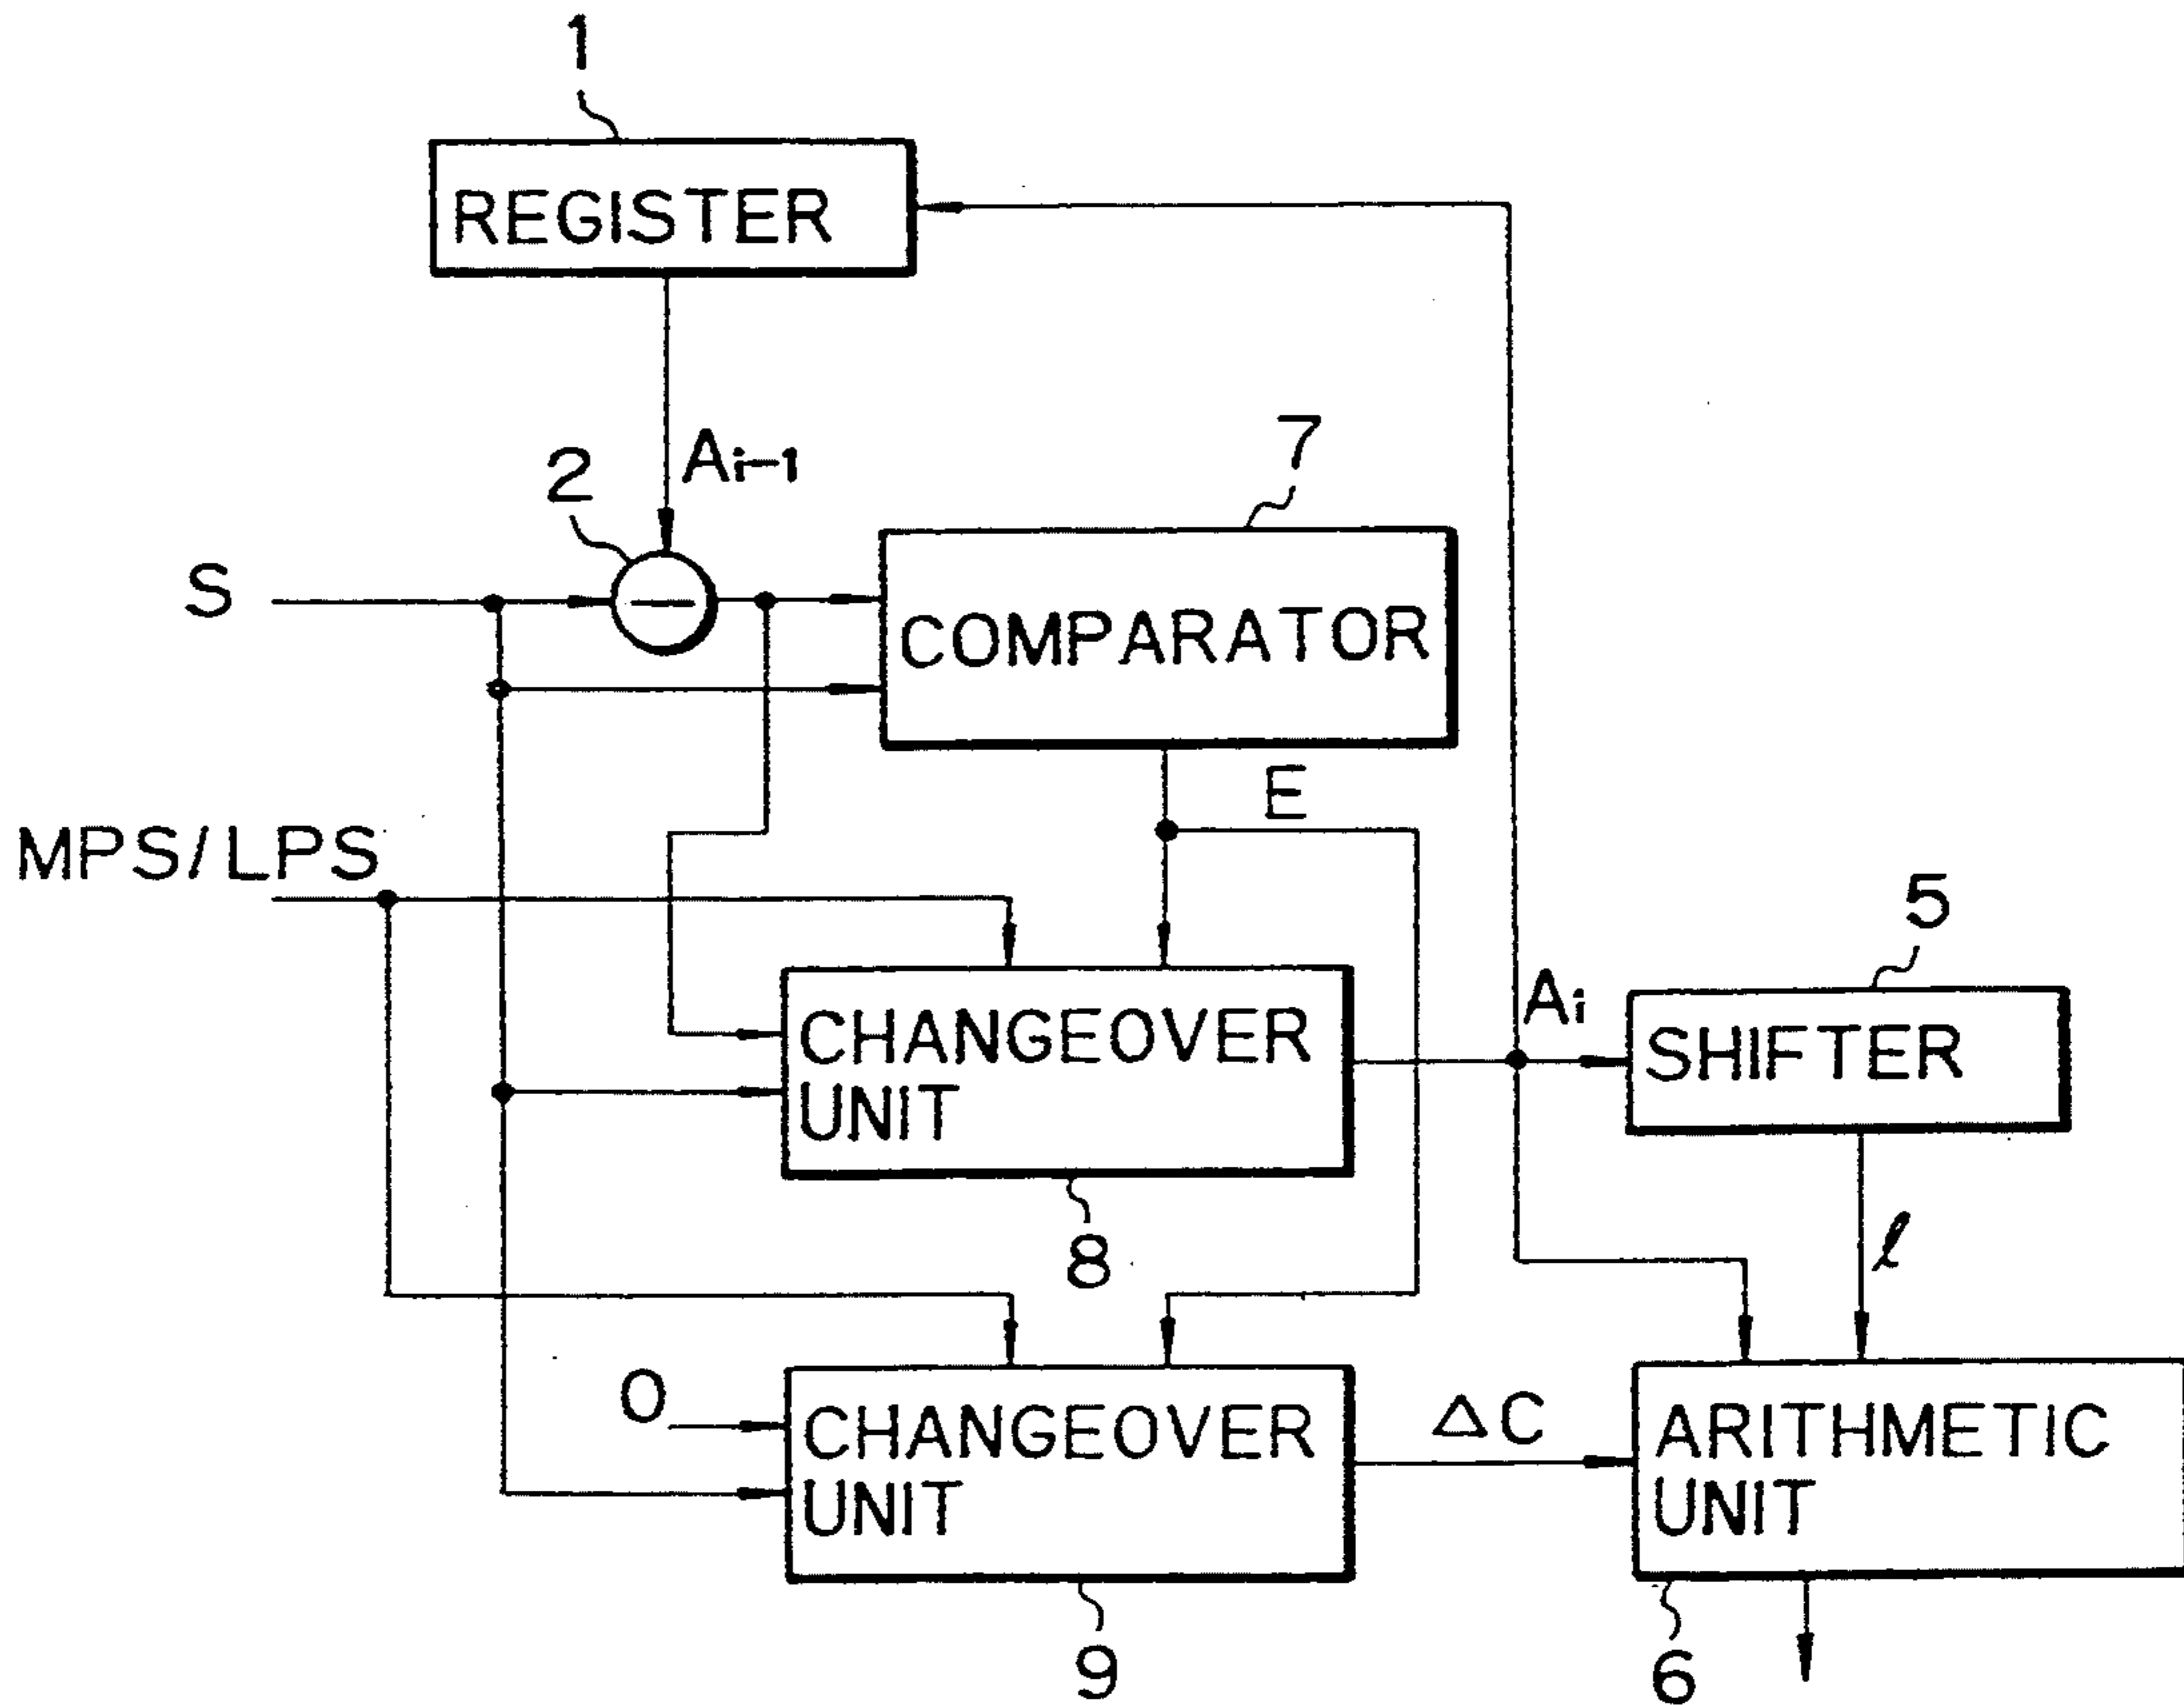 1
REGISTER
Ai-1
2
7
S
COMPARATOR
E
MPS/LPS
5
Ai
CHANGEOVER
UNIT
SHIFTER
8
ℓ
O
CHANGEOVER
UNIT
ΔC
ARITHMETIC
UNIT
9
6